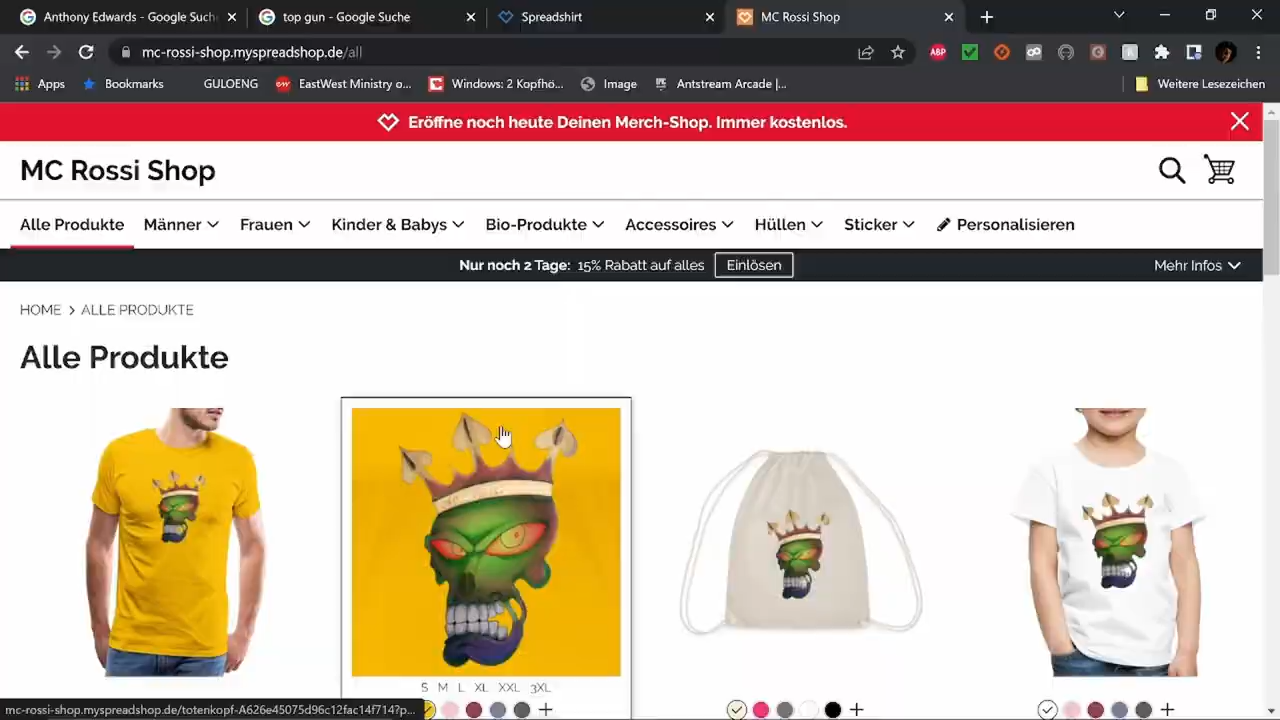 Anthony Edwards - Google Such
top gun - Google Suche
Spreadshirt
MC Rossi Shop
mc-rossi-shop.myspreadshop.de/all
ABP
Apps
Bookmarks
GULOENG
EastWest Ministry o...
Windows: 2 Kopfhö...
Image
Antstream Arcade |...
Weitere Lesezeichen
Eröffne noch heute Deinen Merch-Shop. Immer kostenlos.
MC Rossi Shop
Alle Produkte
Männer
Frauen
Kinder & Babys
Bio-Produkte
Accessoires
Hüllen
Sticker
Personalisieren
Nur noch 2 Tage: 15% Rabatt auf alles
Einlösen
Mehr Infos
HOME > ALLE PRODUKTE
Alle Produkte
S M L XL XXL 3XL
mc-rossi-shop.myspreadshop.de/totenkopf-A626e45075d96c12fac14f714?p...